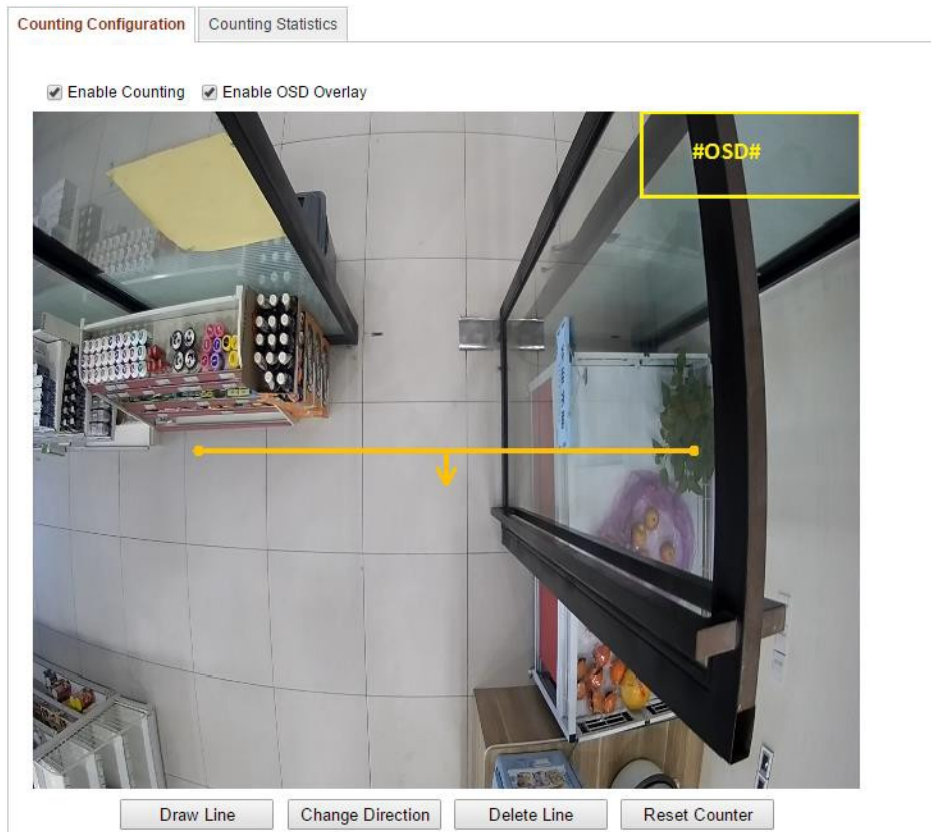 Counting Configuration
Counting Statistics
Enable Counting
Enable OSD Overlay
#OSD#
Draw Line
Change Direction
Delete Line
Reset Counter